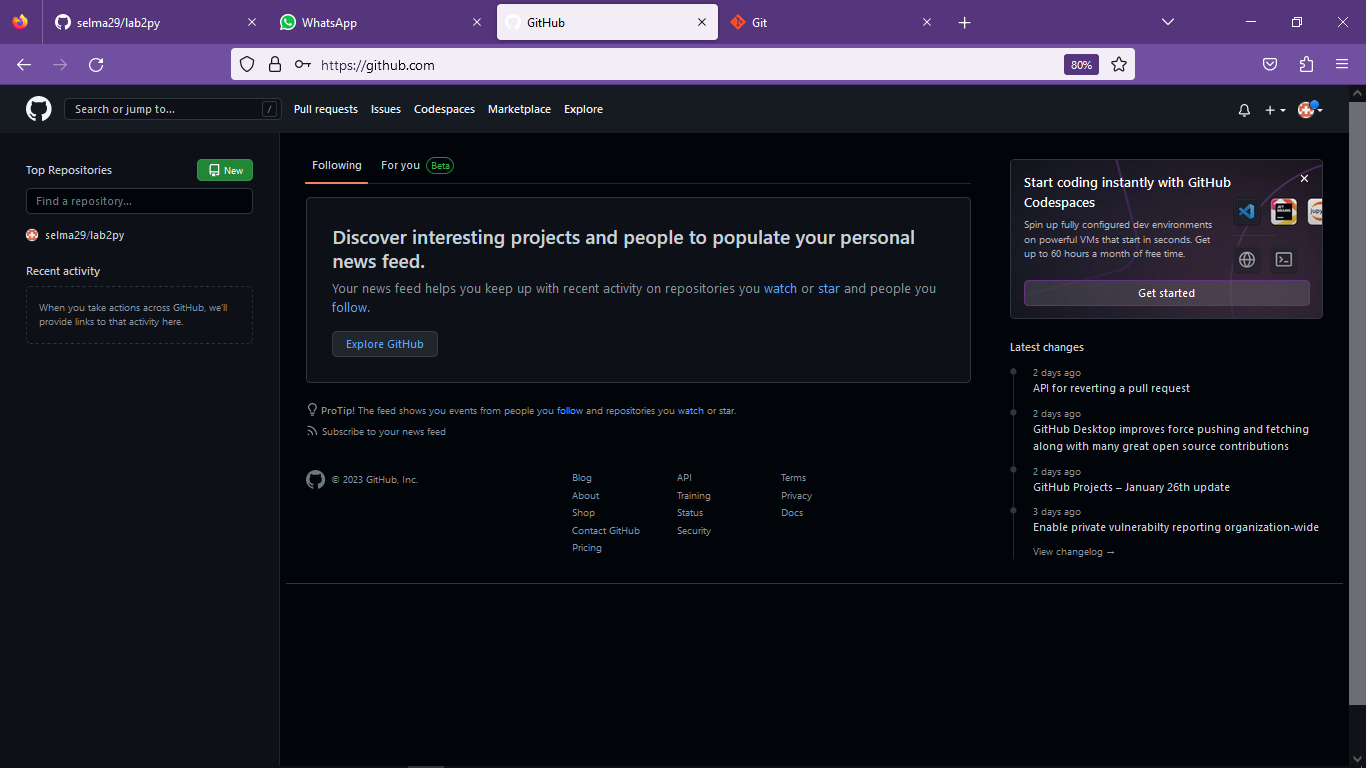 selma29/lab2py
WhatsApp
GitHub
Git
https://github.com
80%
Search or jump to...
/
Pull requests
Issues
Codespaces
Marketplace
Explore
Top Repositories
New
Find a repository...
selma29/lab2py
Recent activity
When you take actions across GitHub, we'll
provide links to that activity here.
Following
For you
Beta
Discover interesting projects and people to populate your personal
news feed.
Your news feed helps you keep up with recent activity on repositories you watch or star and people you
follow.
Explore GitHub
ProTip! The feed shows you events from people you follow and repositories you watch or star.
Subscribe to your news feed
© 2023 GitHub, Inc.
Blog
About
Shop
Contact GitHub
Pricing
API
Training
Status
Security
Terms
Privacy
Docs
Start coding instantly with GitHub
Codespaces
Spin up fully configured dev environments
on powerful VMs that start in seconds. Get
up to 60 hours a month of free time.
JET
BRAINS
jupy
Get started
Latest changes
2 days ago
API for reverting a pull request
2 days ago
GitHub Desktop improves force pushing and fetching
along with many great open source contributions
2 days ago
GitHub Projects – January 26th update
3 days ago
Enable private vulnerabilty reporting organization-wide
View changelog →